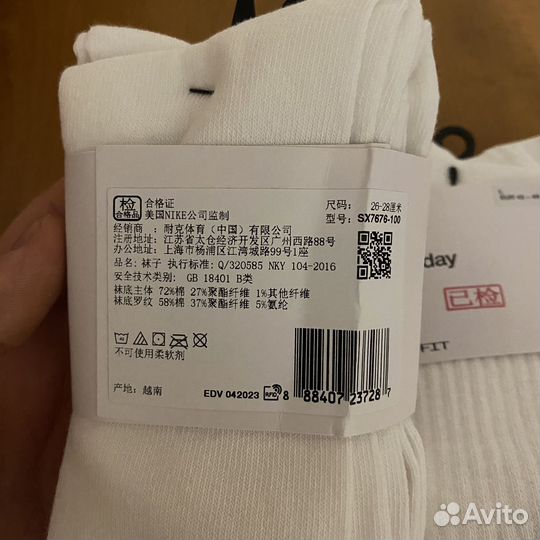 检 合格证
合格品 美国NIKE公司监制
尺码: 26-28厘米
型号: SX7676-100
经销商: 耐克体育（中国）有限公司
注册地址: 江苏省太仓经济开发区广州西路88号
办公地址: 上海市杨浦区江湾城路99号1座
品名: 袜子 执行标准: Q/320585 NKY 104-2016
安全技术类别: GB 18401 B类
袜底主体 72%棉 27%聚酯纤维 1%其他纤维
袜底罗纹 58%棉 37%聚酯纤维 5%氨纶
不可使用柔软剂
产地: 越南
EDV 042023
RFID
8 88407 23728 7
day
已检
FIT
Avito